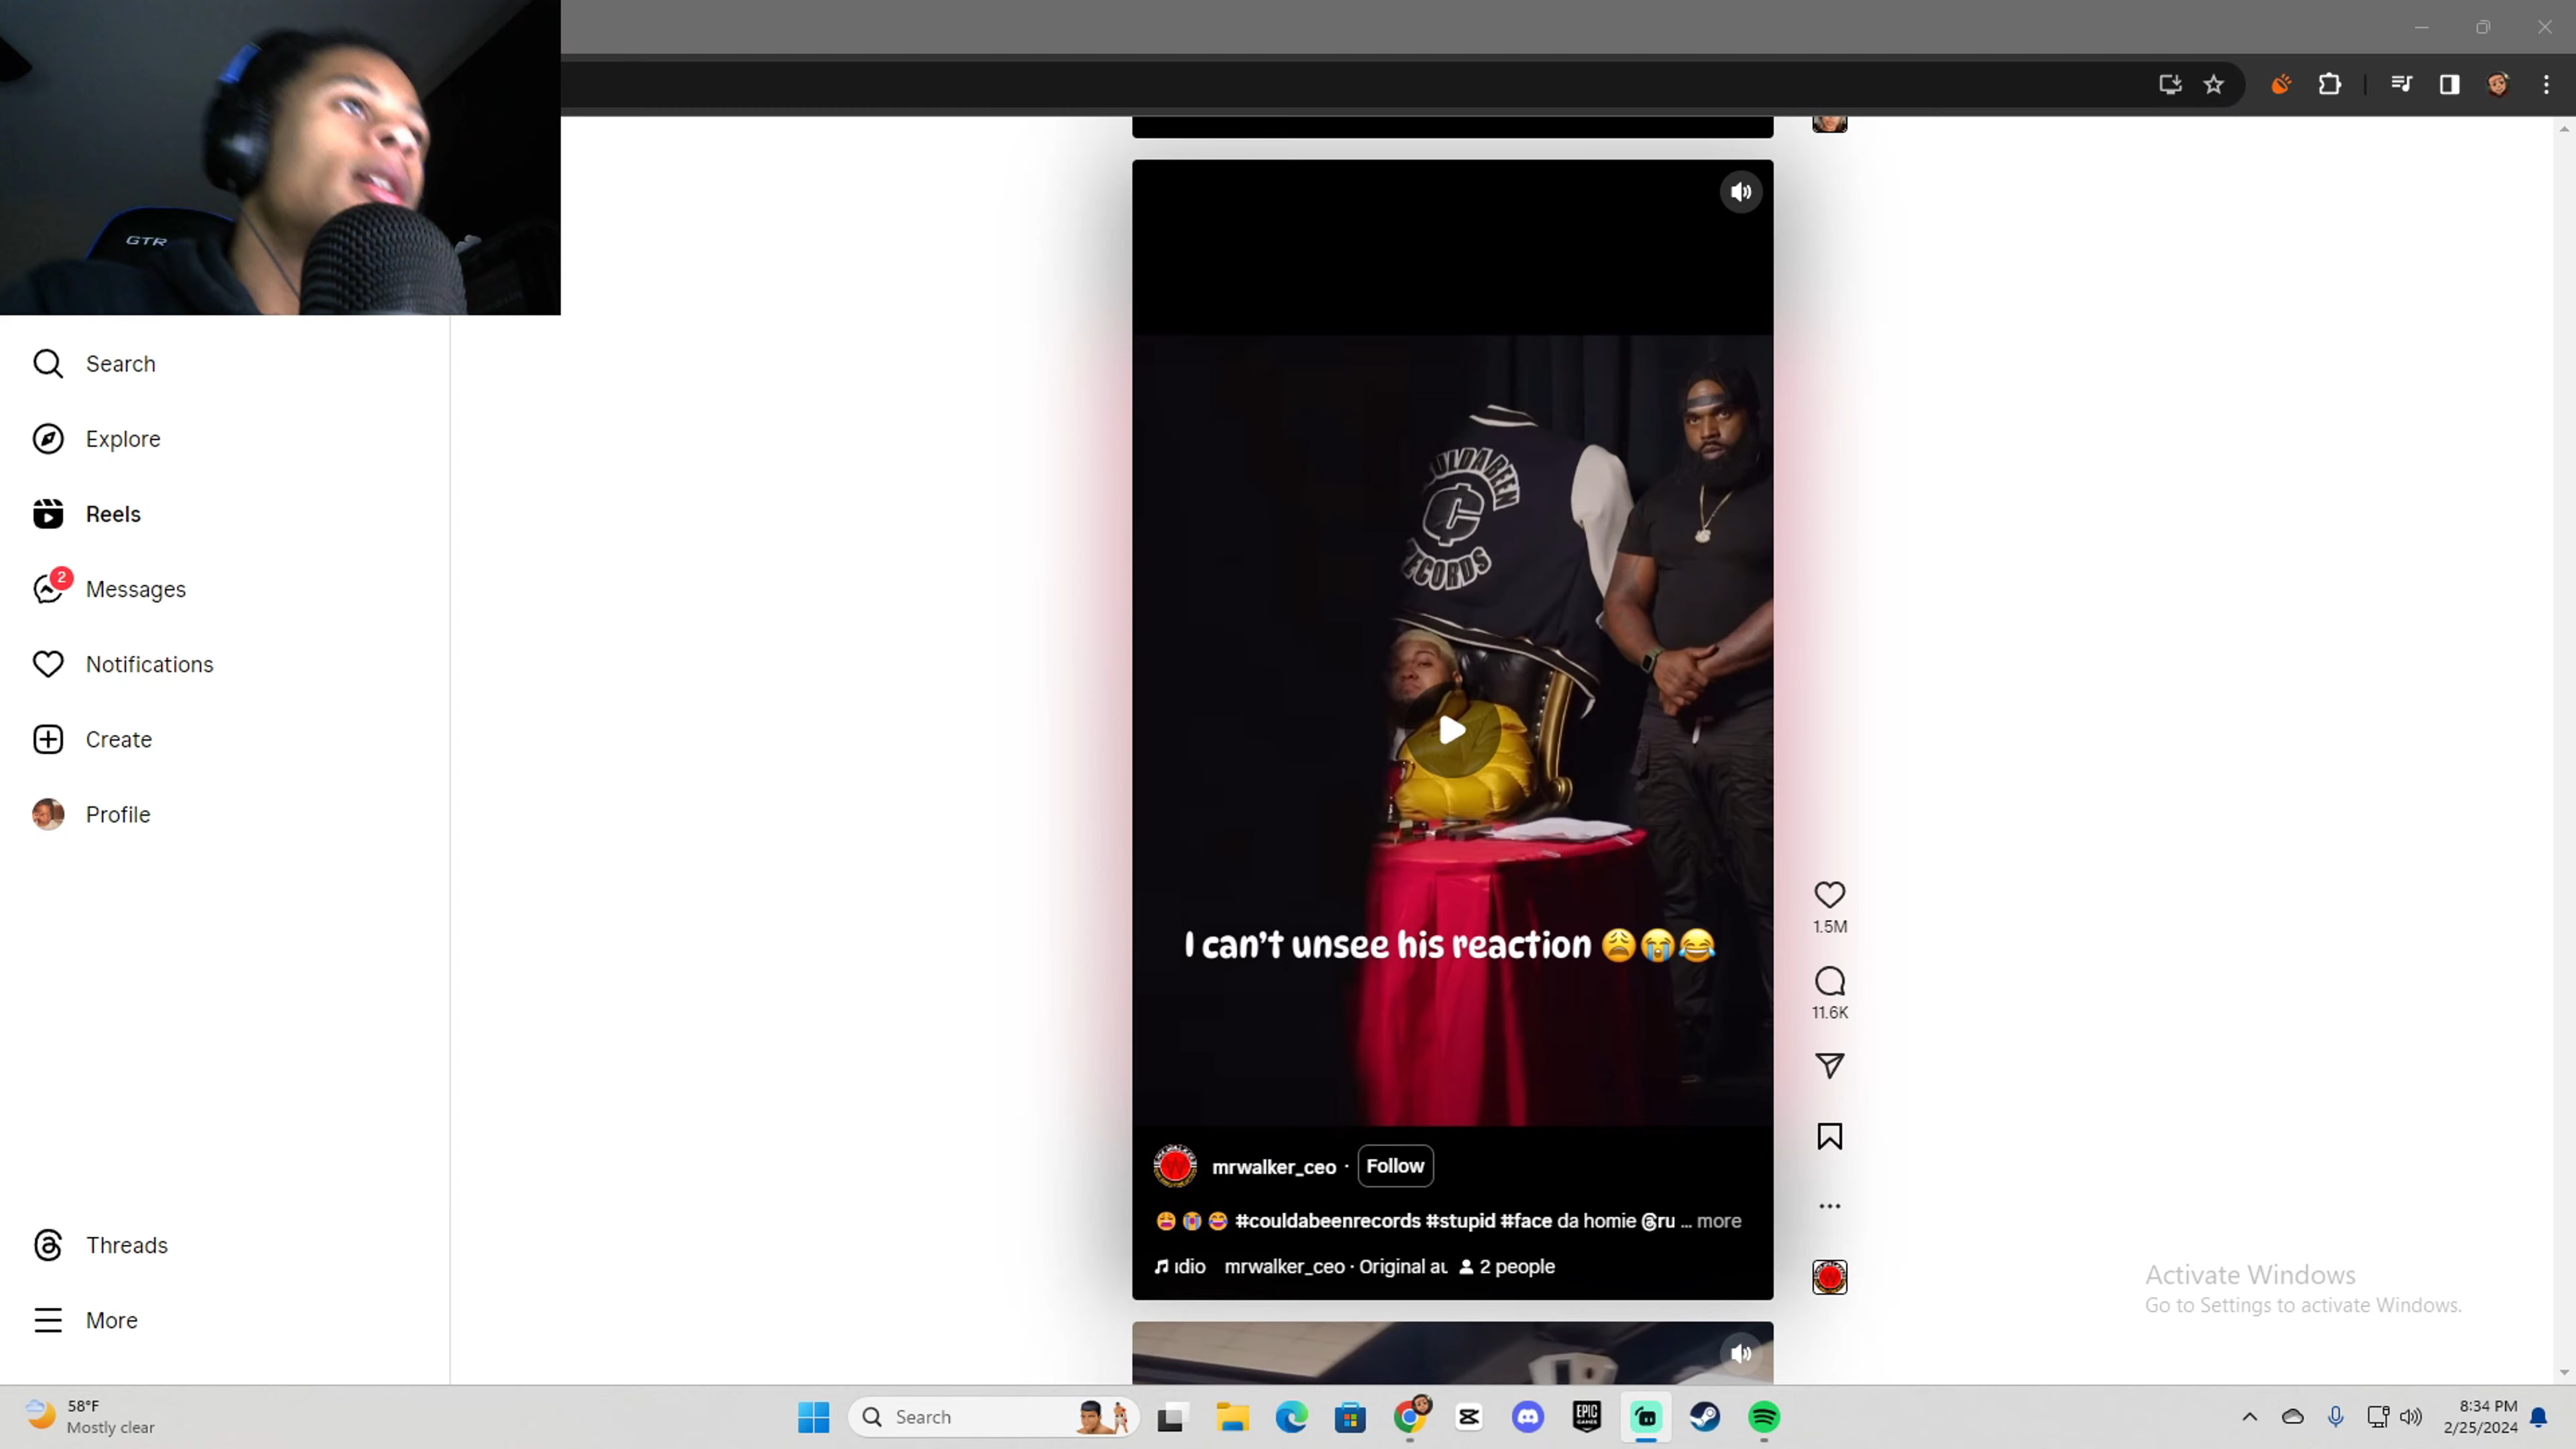 GTR
Search
Explore
Reels
2
Messages
Notifications
Create
Profile
Threads
More
RECORDS
I can't unsee his reaction 😩😭😂
1.5M
11.6K
mrwalker_ceo · Follow
😩 😭 😂 #couldabeenrecords #stupid #face da homie @ru ... more
ıdio mrwalker_ceo · Original au 2 people
Activate Windows
Go to Settings to activate Windows.
58°F
Mostly clear
Search
EPIC
GAMES
8:34 PM
2/25/2024